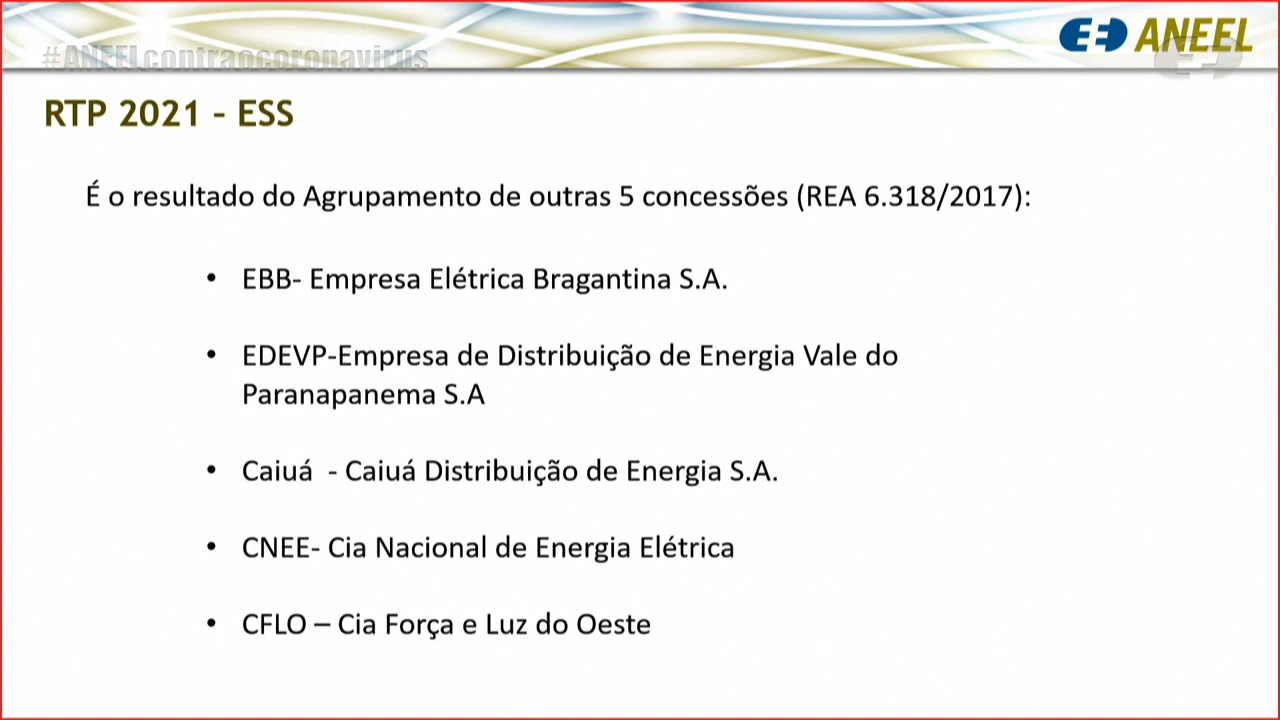 #ANEELcontraocoronavirus
ANEEL
RTP 2021 - ESS
É o resultado do Agrupamento de outras 5 concessões (REA 6.318/2017):
• EBB- Empresa Elétrica Bragantina S.A.
• EDEVP-Empresa de Distribuição de Energia Vale do
Paranapanema S.A
• Caiuá - Caiuá Distribuição de Energia S.A.
• CNEE- Cia Nacional de Energia Elétrica
• CFLO – Cia Força e Luz do Oeste